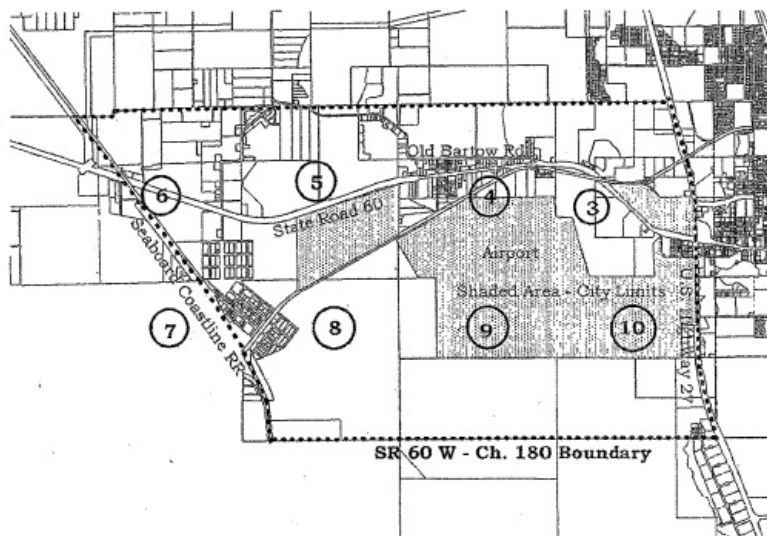 Old Bartow Rd
5
6
4
3
State Road 60
Airport
Seaboard Coastline RR
Shaded Area - City Limits
7
8
9
10
U.S. Highway 27
SR 60 W - Ch. 180 Boundary